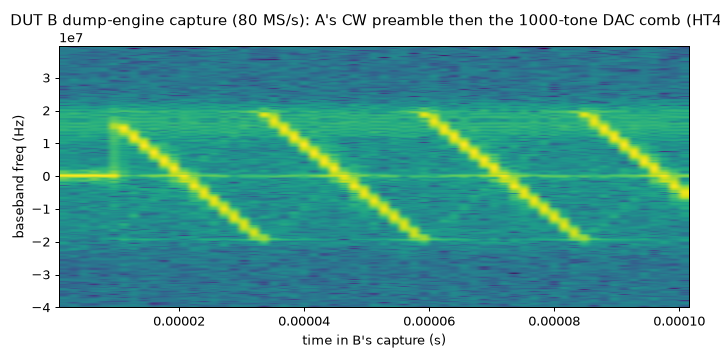 DUT B dump-engine capture (80 MS/s): A's CW preamble then the 1000-tone DAC comb (HT4
1e7
3
2
1
0
−1
−2
−3
−4
baseband freq (Hz)
0.00002 0.00004 0.00006 0.00008 0.00010
time in B's capture (s)